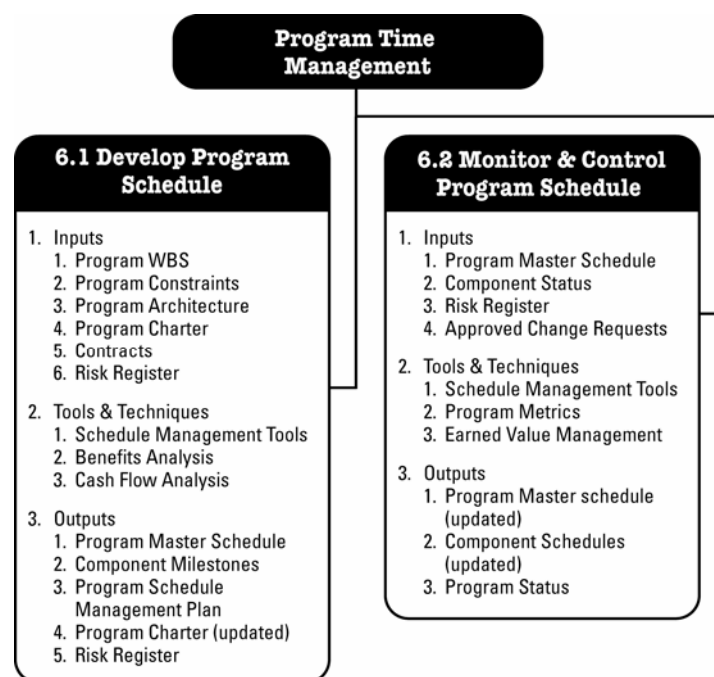 Program Time
Management
6.1 Develop Program
Schedule
1. Inputs
1. Program WBS
2. Program Constraints
3. Program Architecture
4. Program Charter
5. Contracts
6. Risk Register
2. Tools & Techniques
1. Schedule Management Tools
2. Benefits Analysis
3. Cash Flow Analysis
3. Outputs
1. Program Master Schedule
2. Component Milestones
3. Program Schedule
Management Plan
4. Program Charter (updated)
5. Risk Register
6.2 Monitor & Control
Program Schedule
1. Inputs
1. Program Master Schedule
2. Component Status
3. Risk Register
4. Approved Change Requests
2. Tools & Techniques
1. Schedule Management Tools
2. Program Metrics
3. Earned Value Management
3. Outputs
1. Program Master schedule
(updated)
2. Component Schedules
(updated)
3. Program Status